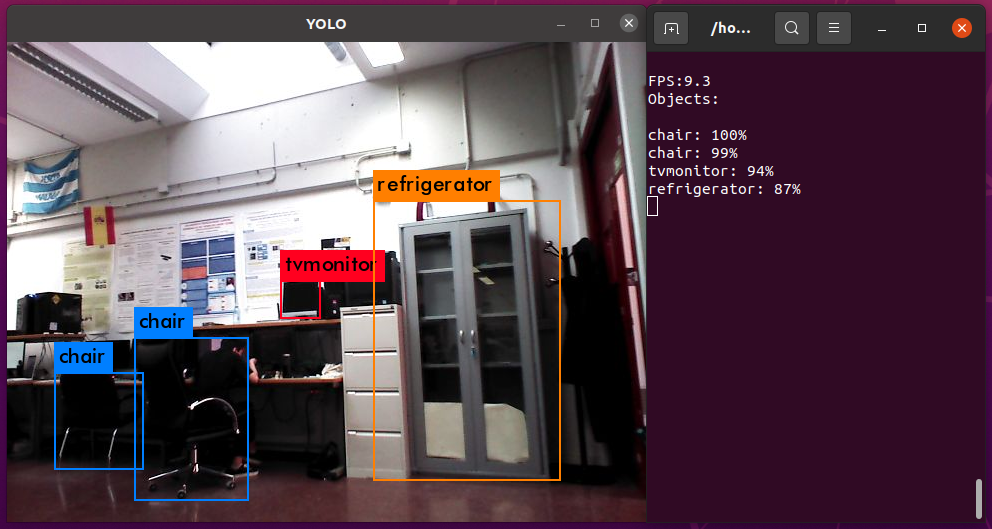 YOLO
/ho...
refrigerator
tvmonitor
chair
chair
FPS:9.3
Objects:
chair: 100%
chair: 99%
tvmonitor: 94%
refrigerator: 87%